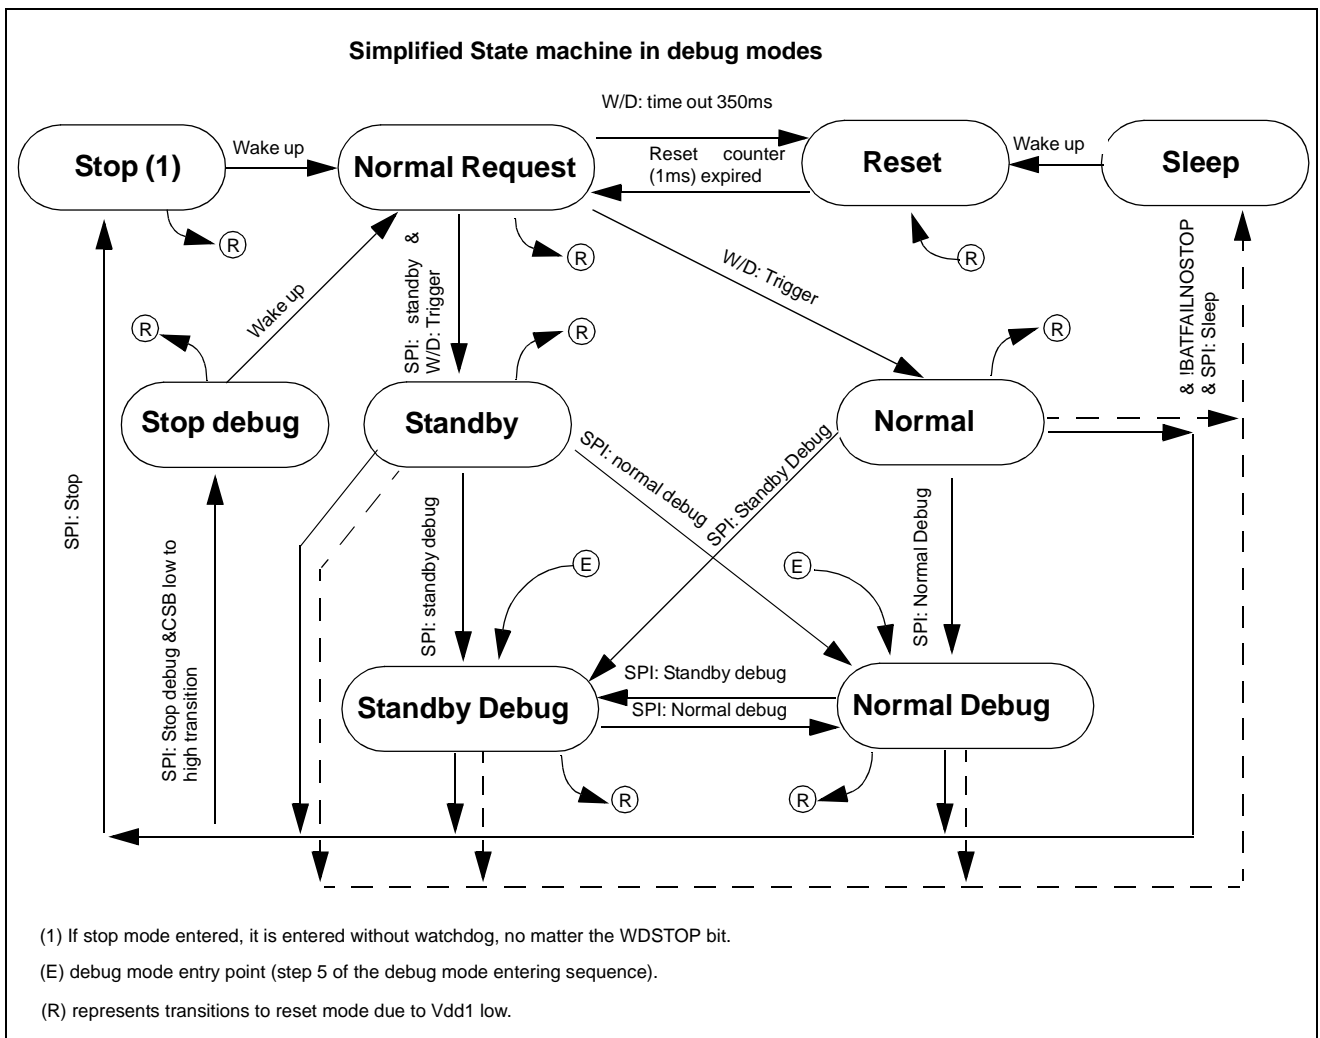 Simplified State machine in debug modes
W/D: time out 350ms
Stop (1)
Wake up
Normal Request
Reset counter
(1ms) expired
Reset
Wake up
Sleep
R
R
R
SPI: standby &
W/D: Trigger
W/D: Trigger
& !BATFAILNOSTOP
& SPI: Sleep
Wake up
R
R
R
Stop debug
Standby
Normal
SPI: Stop
SPI: Stop debug &CSB low to
high transition
SPI: standby debug
SPI: normal debug
SPI: Standby Debug
SPI: Normal Debug
E
E
Standby Debug
SPI: Standby debug
SPI: Normal debug
Normal Debug
R
R
(1) If stop mode entered, it is entered without watchdog, no matter the WDSTOP bit.
(E) debug mode entry point (step 5 of the debug mode entering sequence).
(R) represents transitions to reset mode due to Vdd1 low.